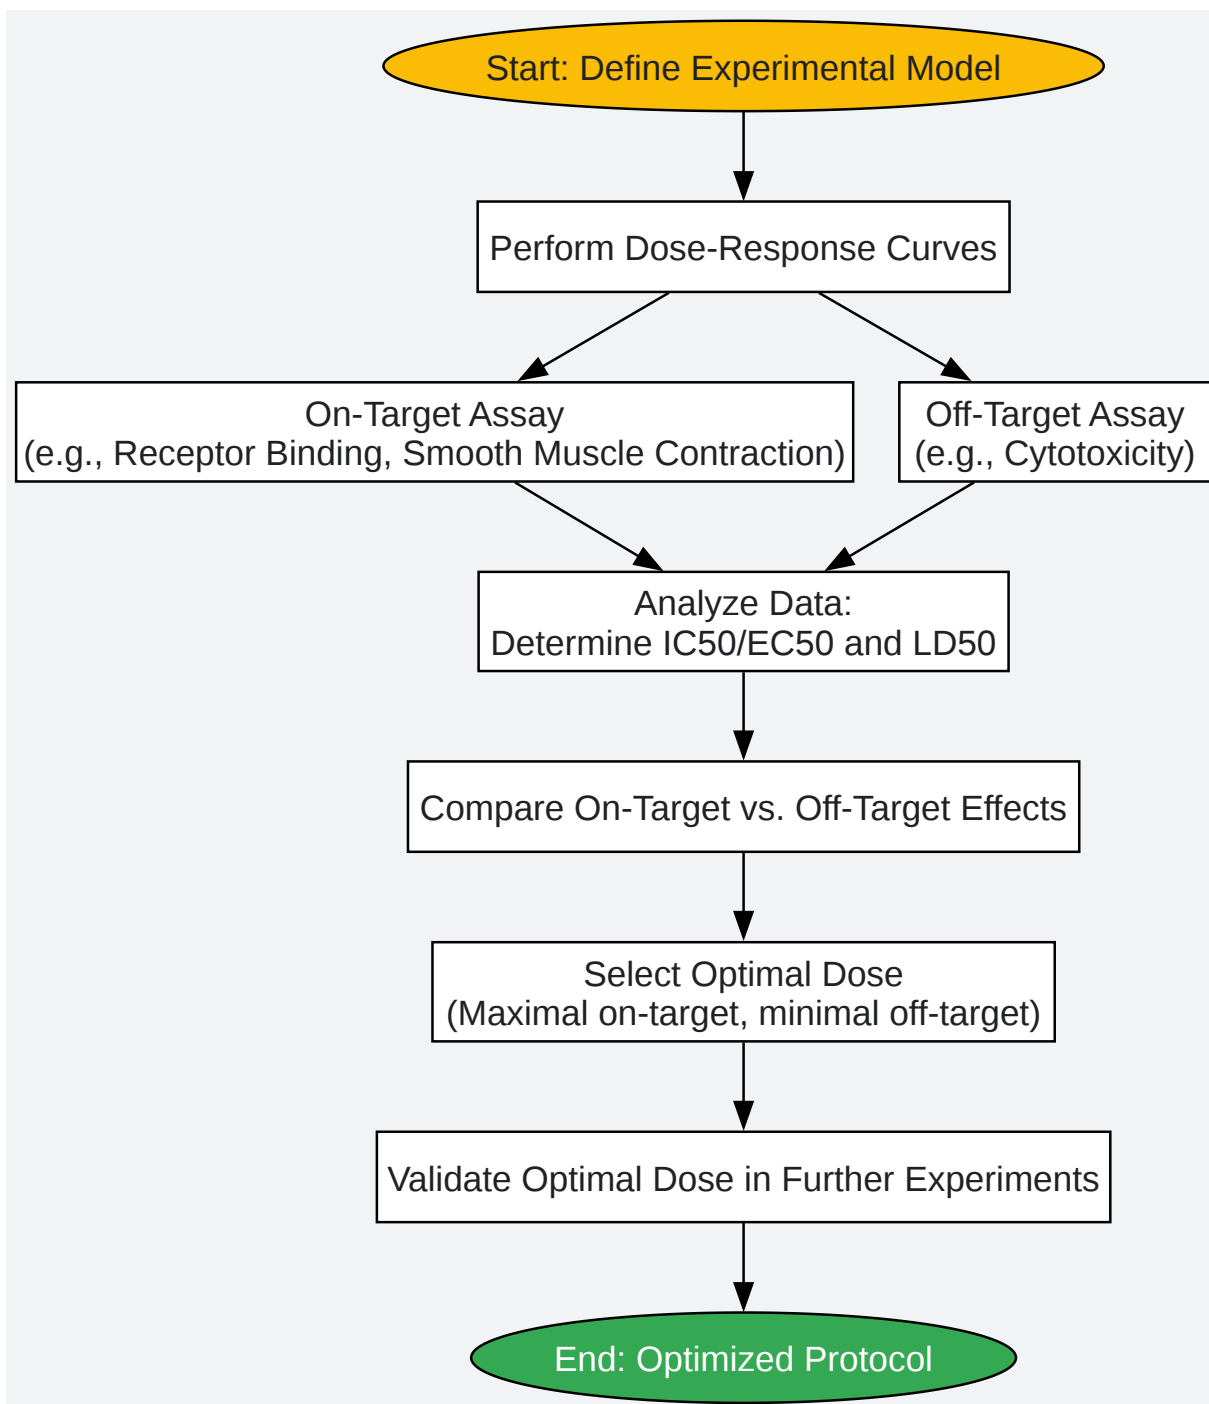 Start: Define Experimental Model
Perform Dose-Response Curves
On-Target Assay
(e.g., Receptor Binding, Smooth Muscle Contraction)
Off-Target Assay
(e.g., Cytotoxicity)
Analyze Data:
Determine IC50/EC50 and LD50
Compare On-Target vs. Off-Target Effects
Select Optimal Dose
(Maximal on-target, minimal off-target)
Validate Optimal Dose in Further Experiments
End: Optimized Protocol